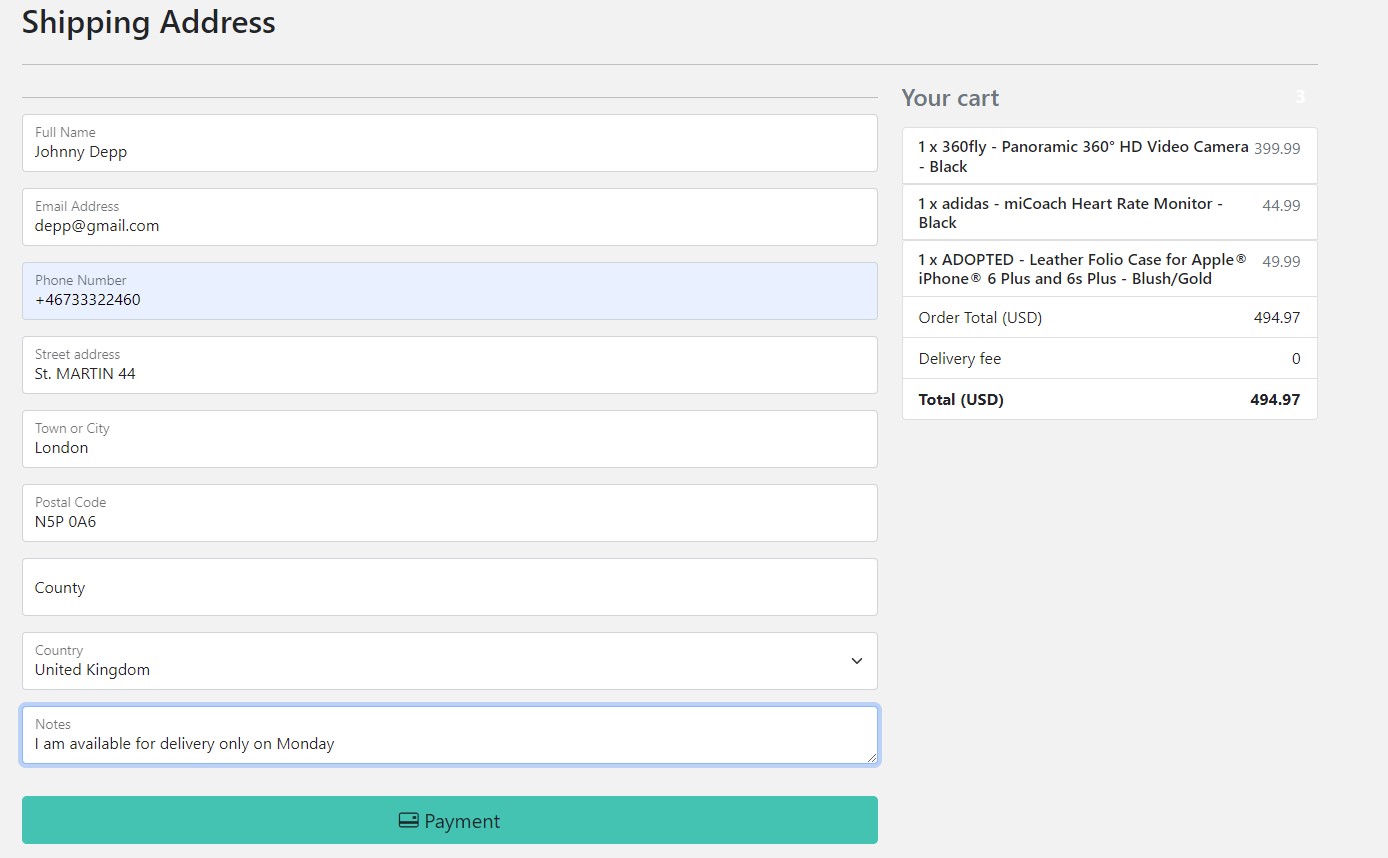 Shipping Address
Full Name
Johnny Depp
Email Address
depp@gmail.com
Phone Number
+46733322460
Street address
St. MARTIN 44
Town or City
London
Postal Code
N5P 0A6
County
Country
United Kingdom
Notes
I am available for delivery only on Monday
Payment
Your cart 3
1 x 360fly - Panoramic 360° HD Video Camera 399.99
- Black
1 x adidas - miCoach Heart Rate Monitor - 44.99
Black
1 x ADOPTED - Leather Folio Case for Apple® 49.99
iPhone® 6 Plus and 6s Plus - Blush/Gold
Order Total (USD) 494.97
Delivery fee 0
Total (USD) 494.97